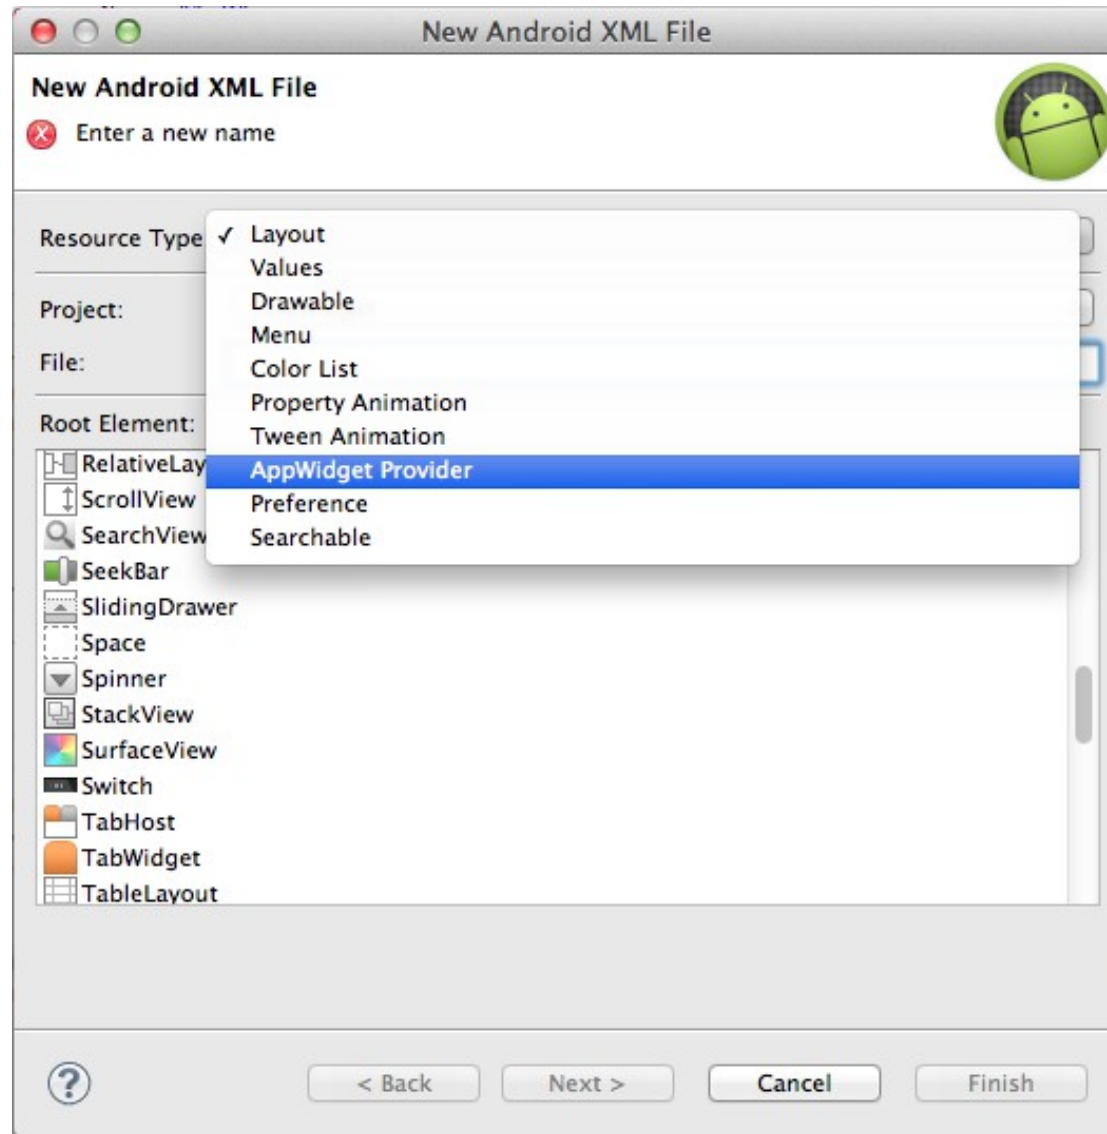 New Android XML File
New Android XML File
Enter a new name
Resource Type
✓ Layout
Values
Drawable
Menu
Color List
Property Animation
Tween Animation
AppWidget Provider
Preference
Searchable
Project:
File:
Root Element:
RelativeLay
ScrollView
SearchView
SeekBar
SlidingDrawer
Space
Spinner
StackView
SurfaceView
Switch
TabHost
TabWidget
TableLayout
?
< Back Next > Cancel Finish